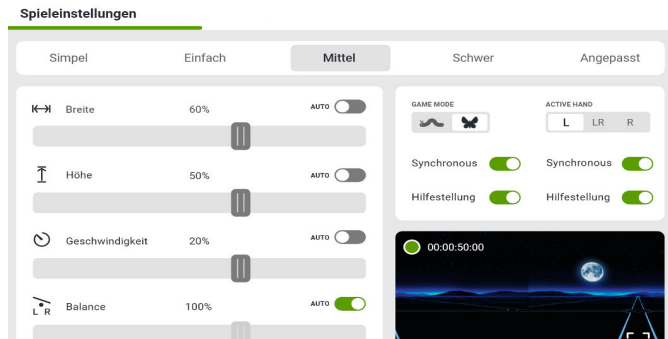 Spieleinstellungen
Simpel Einfach Mittel Schwer Angepasst
Breite 60% AUTO
Höhe 50% AUTO
Geschwindigkeit 20% AUTO
L R Balance 100% AUTO
GAME MODE ACTIVE HAND
L LR R
Synchronous Synchronous
Hilfestellung Hilfestellung
00:00:50:00